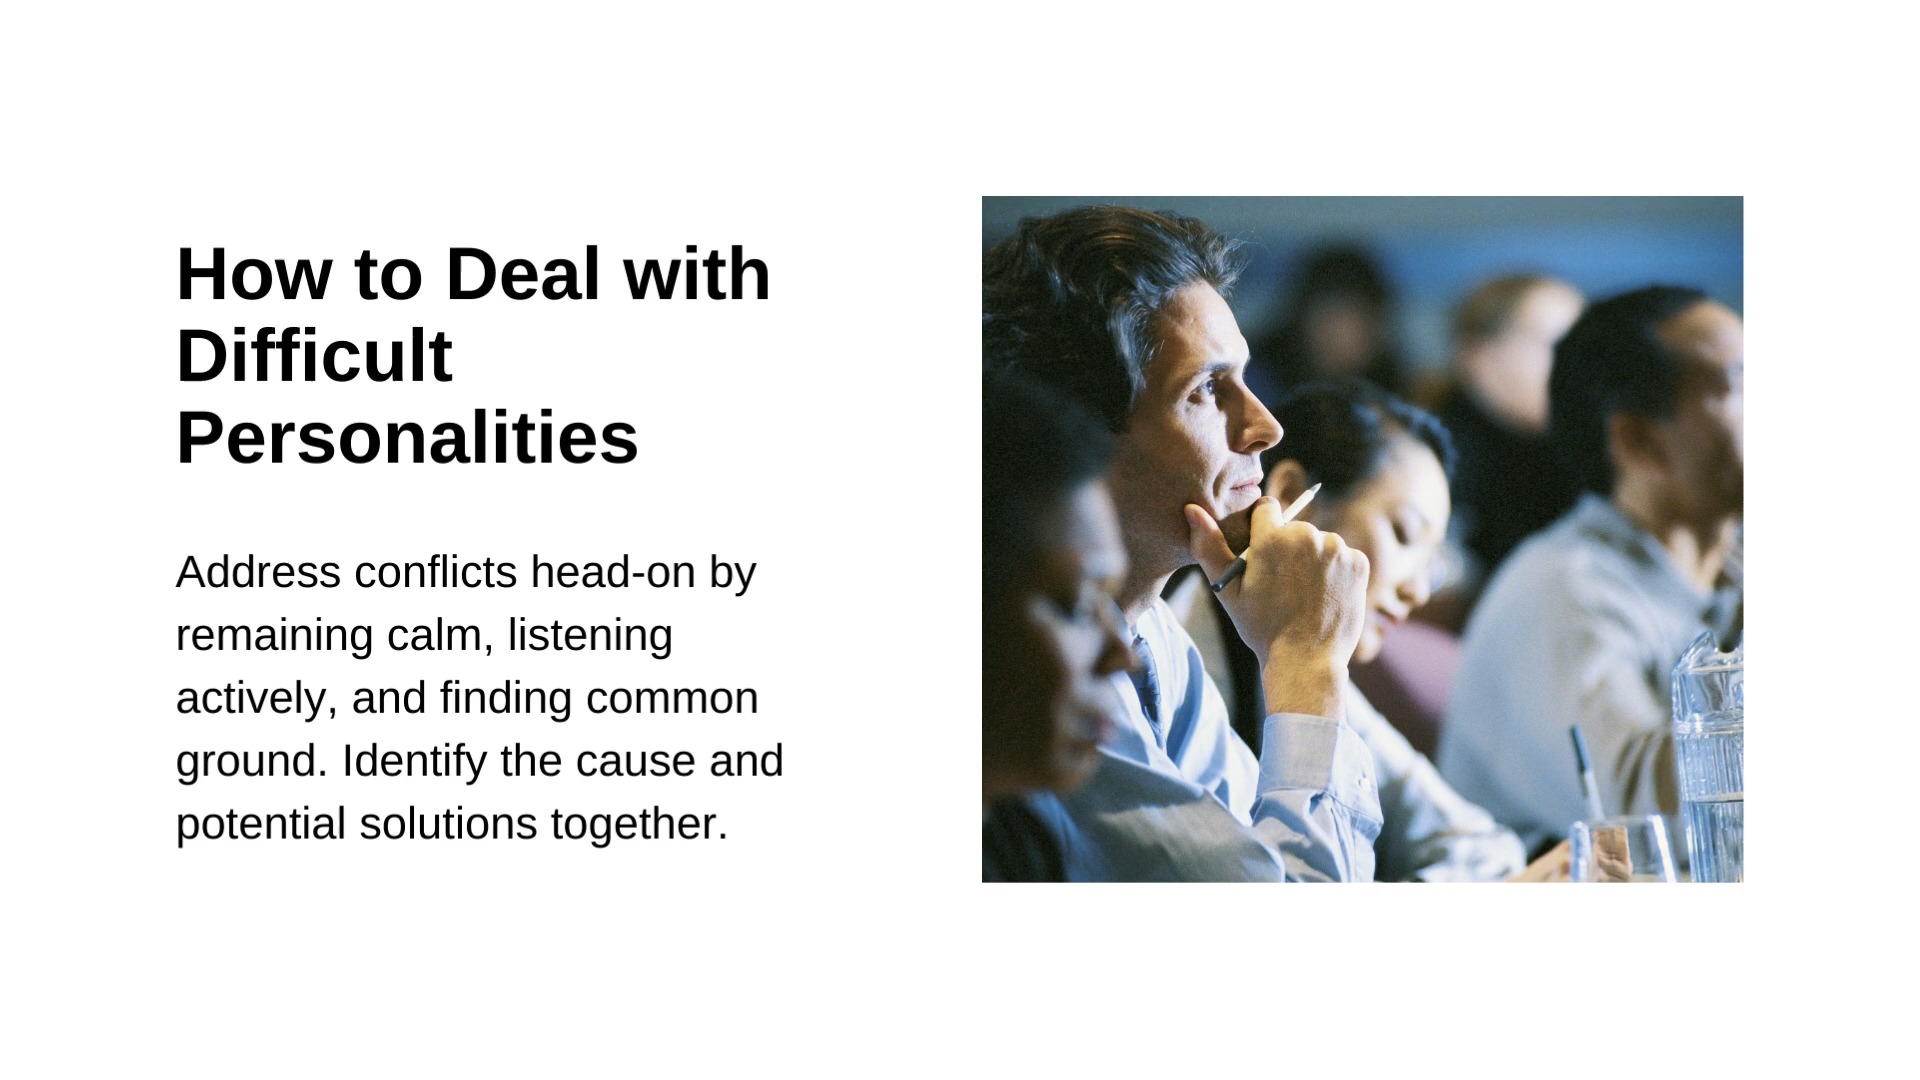 How to Deal with
Difficult
Personalities
Address conflicts head-on by
remaining calm, listening
actively, and finding common
ground. Identify the cause and
potential solutions together.